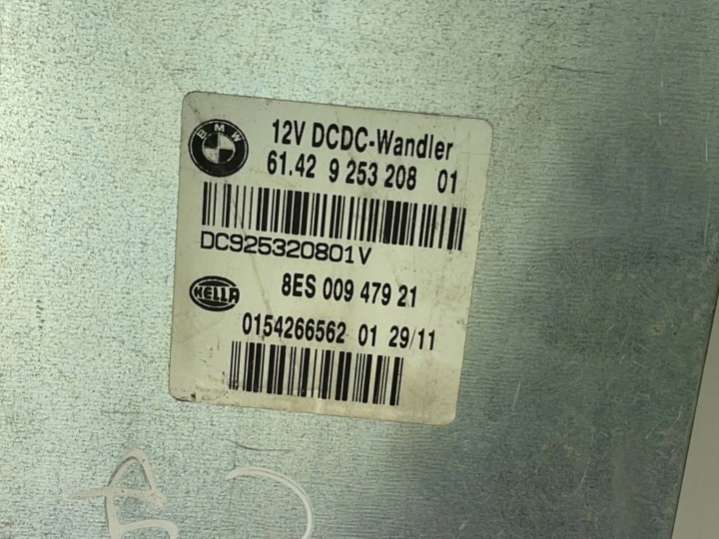 BMW
12V DCDC-Wandler
61.42 9 253 208 01
DC925320801V
HELLA
8ES 009 479 21
0154266562 01 29/11